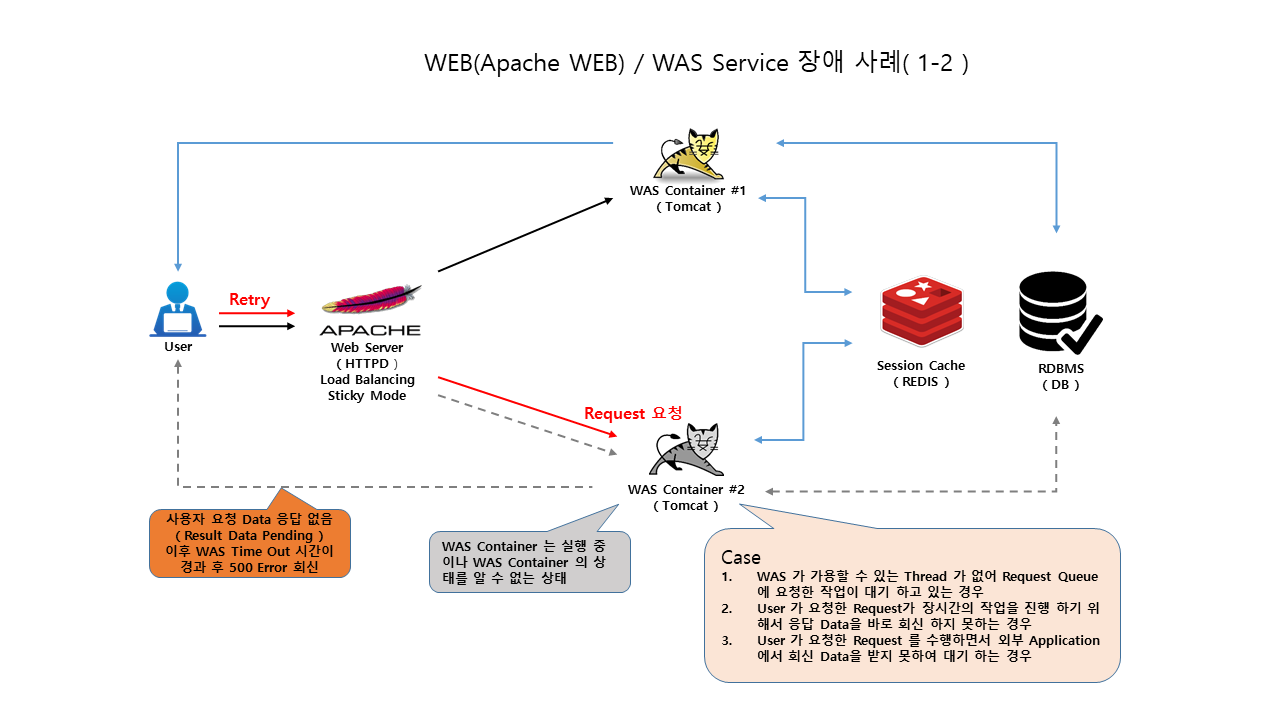 WEB(Apache WEB) / WAS Service 장애 사례( 1-2 )
WAS Container #1
( Tomcat )
Retry
User
APACHE
Web Server
( HTTPD )
Load Balancing
Sticky Mode
Session Cache
( REDIS )
RDBMS
( DB )
Request 요청
WAS Container #2
( Tomcat )
사용자 요청 Data 응답 없음
( Result Data Pending )
이후 WAS Time Out 시간이
경과 후 500 Error 회신
WAS Container 는 실행 중
이나 WAS Container 의 상
태를 알 수 없는 상태
Case
1. WAS 가 가용할 수 있는 Thread 가 없어 Request Queue
에 요청한 작업이 대기 하고 있는 경우
2. User 가 요청한 Request가 장시간의 작업을 진행 하기 위
해서 응답 Data을 바로 회신 하지 못하는 경우
3. User 가 요청한 Request 를 수행하면서 외부 Application
에서 회신 Data을 받지 못하여 대기 하는 경우